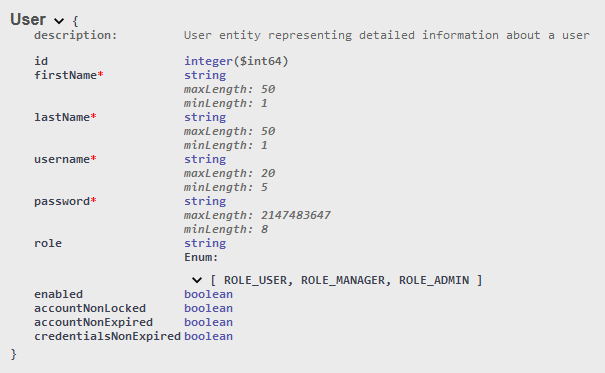 User {
description: User entity representing detailed information about a user
id integer($int64)
firstName* string
maxLength: 50
minLength: 1
lastName* string
maxLength: 50
minLength: 1
username* string
maxLength: 20
minLength: 5
password* string
maxLength: 2147483647
minLength: 8
role string
Enum:
[ ROLE_USER, ROLE_MANAGER, ROLE_ADMIN ]
enabled boolean
accountNonLocked boolean
accountNonExpired boolean
credentialsNonExpired boolean
}